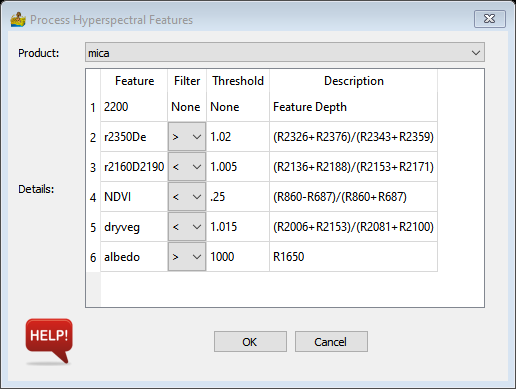 Process Hyperspectral Features
Product: mica
Feature Filter Threshold Description
1 2200 None None Feature Depth
2 r2350De > 1.02 (R2326+R2376)/(R2343+R2359)
3 r2160D2190 < 1.005 (R2136+R2188)/(R2153+R2171)
Details:
4 NDVI < .25 (R860-R687)/(R860+R687)
5 dryveg < 1.015 (R2006+R2153)/(R2081+R2100)
6 albedo > 1000 R1650
HELP!
OK Cancel